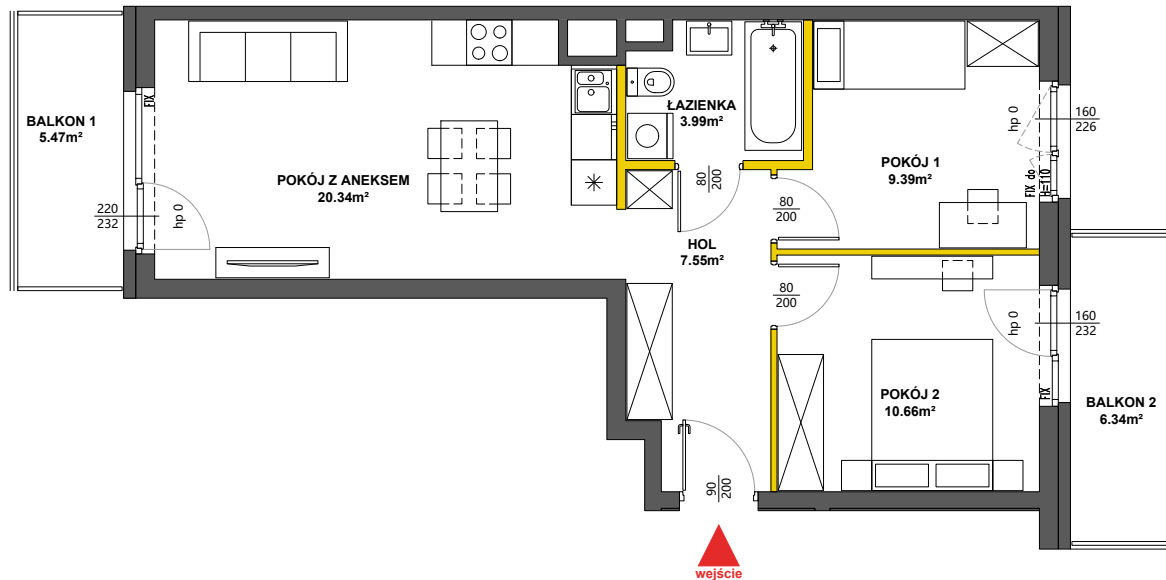 BALKON 1
5.47m²
220
232
hp 0
FIX
POKÓJ Z ANEKSEM
20.34m²
ŁAZIENKA
3.99m²
80
200
HOL
7.55m²
80
200
80
200
POKÓJ 1
9.39m²
hp 0
FIX do
h=110
160
226
POKÓJ 2
10.66m²
hp 0
FIX
160
232
BALKON 2
6.34m²
90
200
wejście